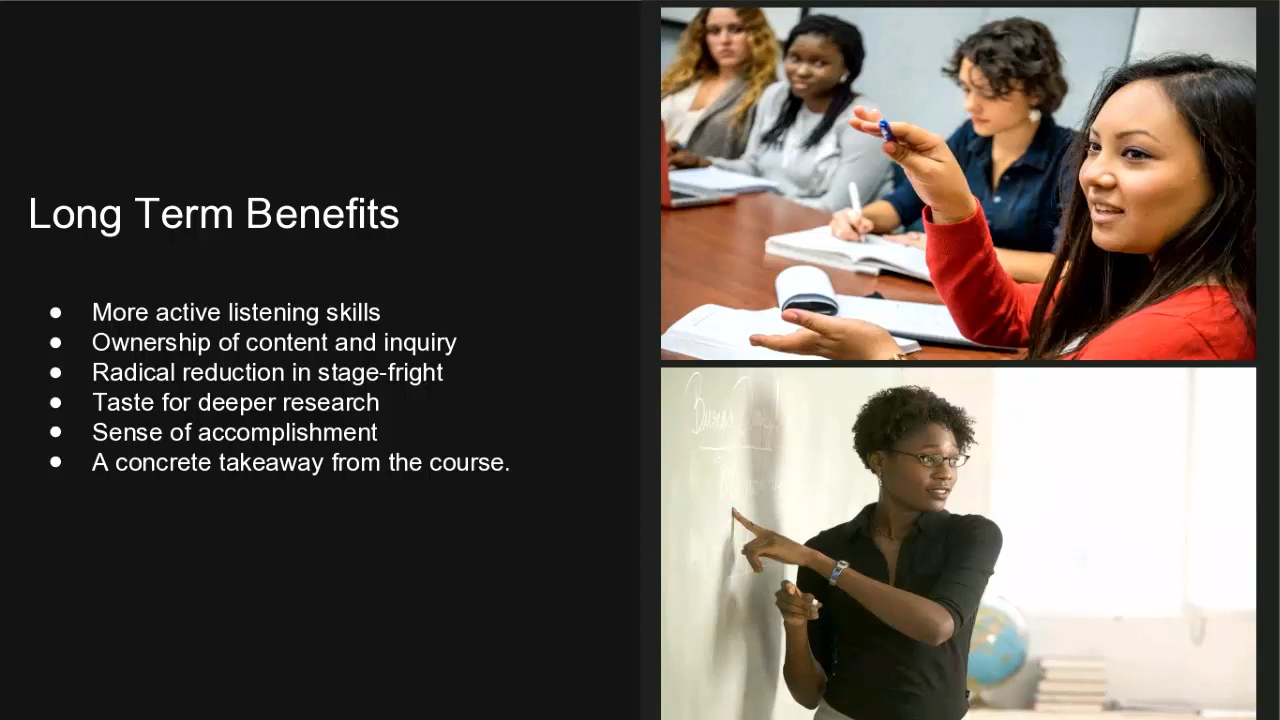 Long Term Benefits
● More active listening skills
● Ownership of content and inquiry
● Radical reduction in stage-fright
● Taste for deeper research
● Sense of accomplishment
● A concrete takeaway from the course.